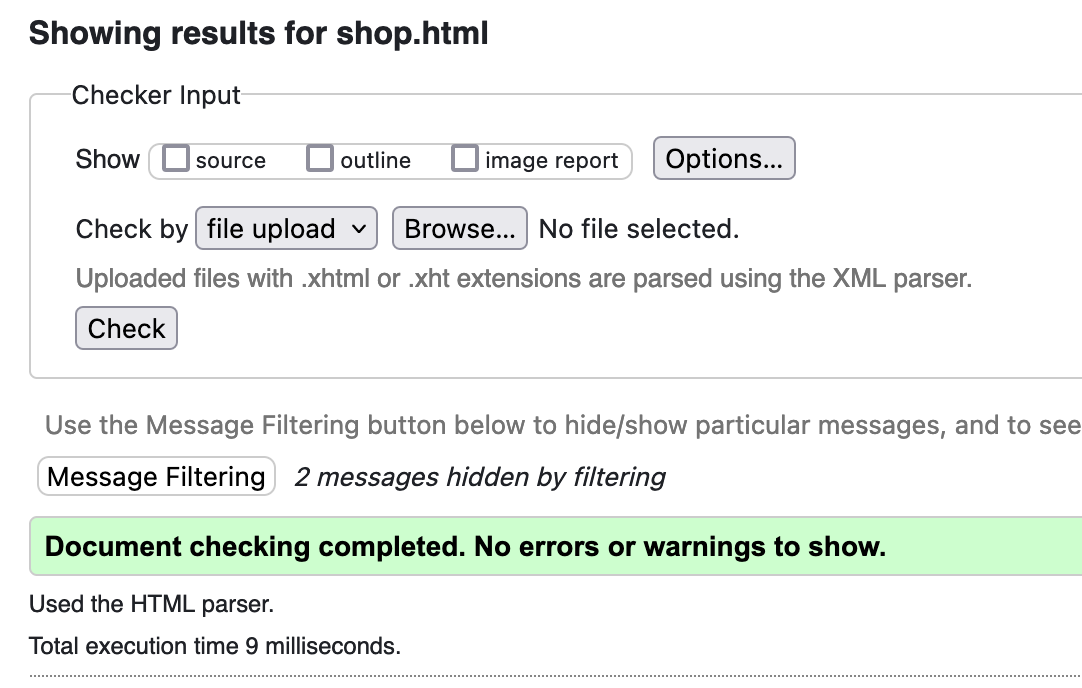 Showing results for shop.html
Checker Input
Show source outline image report Options...
Check by file upload Browse... No file selected.
Uploaded files with .xhtml or .xht extensions are parsed using the XML parser.
Check
Use the Message Filtering button below to hide/show particular messages, and to see
Message Filtering 2 messages hidden by filtering
Document checking completed. No errors or warnings to show.
Used the HTML parser.
Total execution time 9 milliseconds.